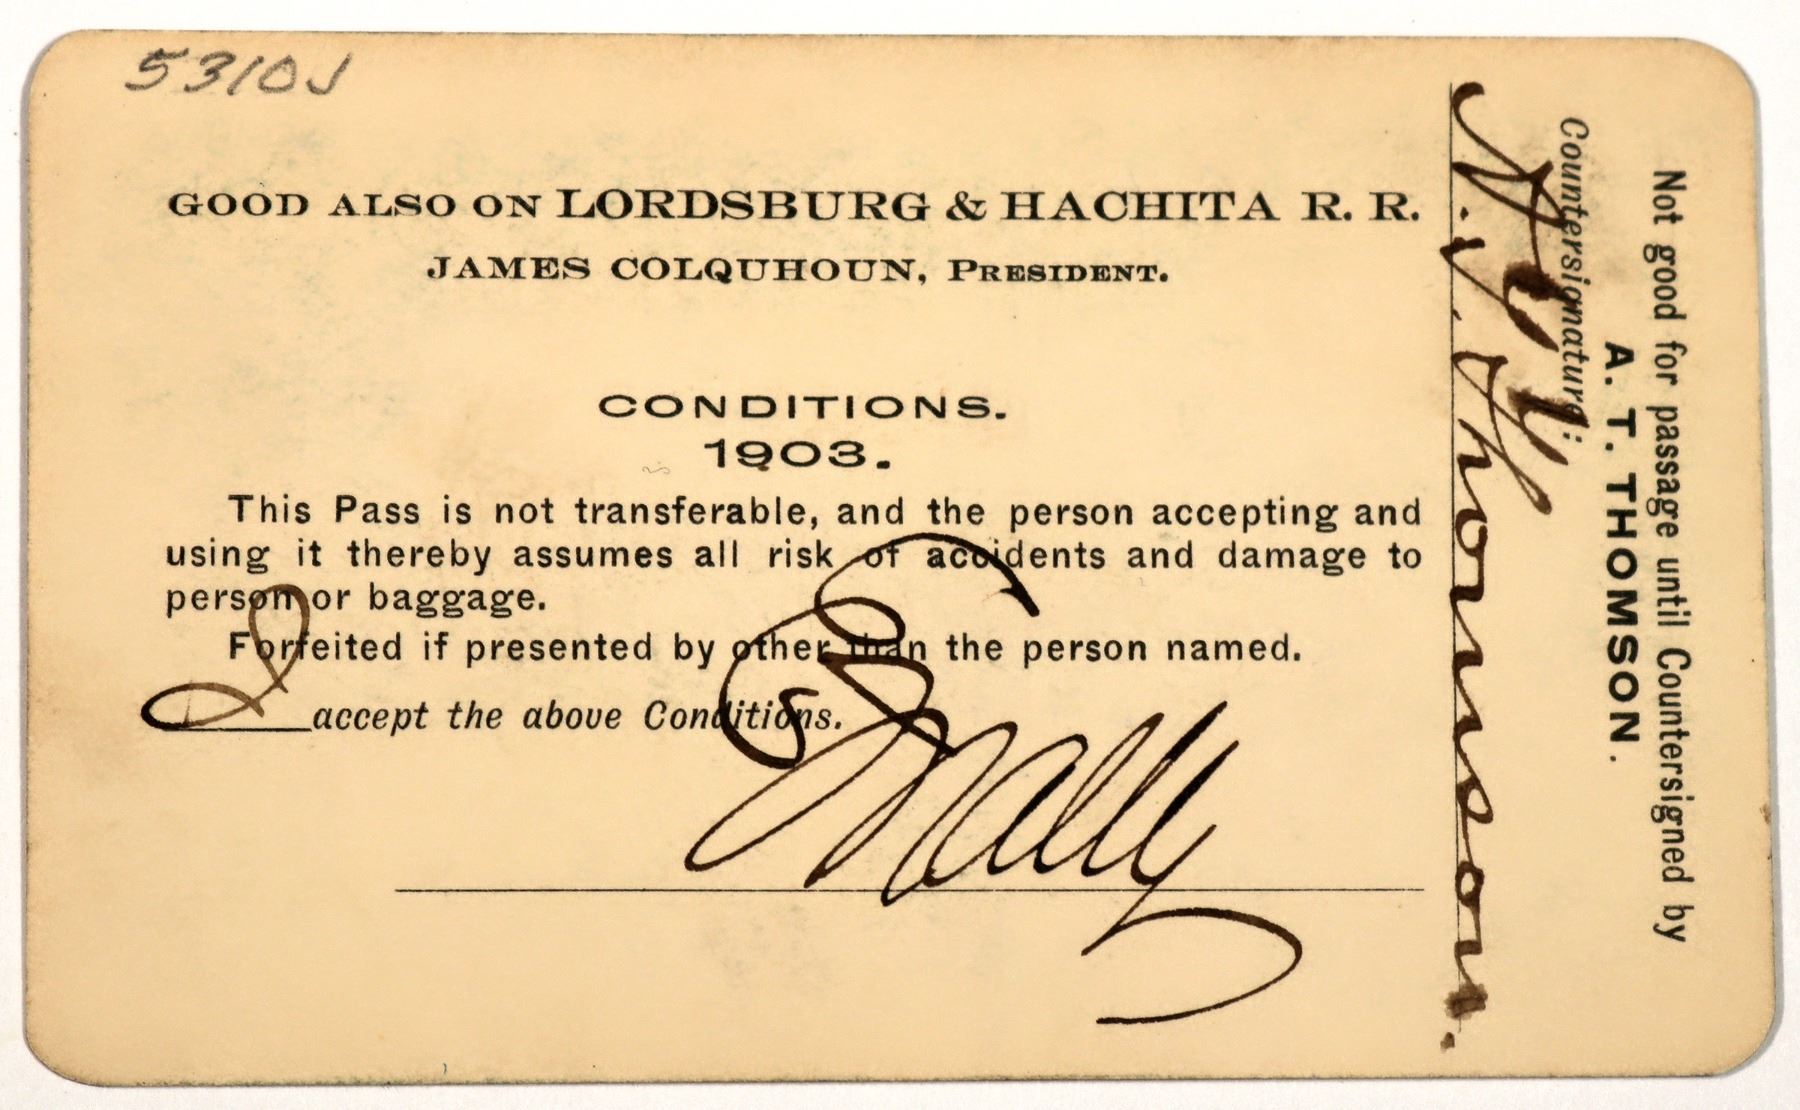 5310J
GOOD ALSO ON LORDSBURG & HACHITA R. R.
JAMES COLQUHOUN, PRESIDENT.
CONDITIONS.
1903.
This Pass is not transferable, and the person accepting and
using it thereby assumes all risk of accidents and damage to
person or baggage.
Forfeited if presented by other than the person named.
I accept the above Conditions.
Not good for passage until Countersigned by
A. T. THOMSON.
Countersignature:
A. T. Thomson.